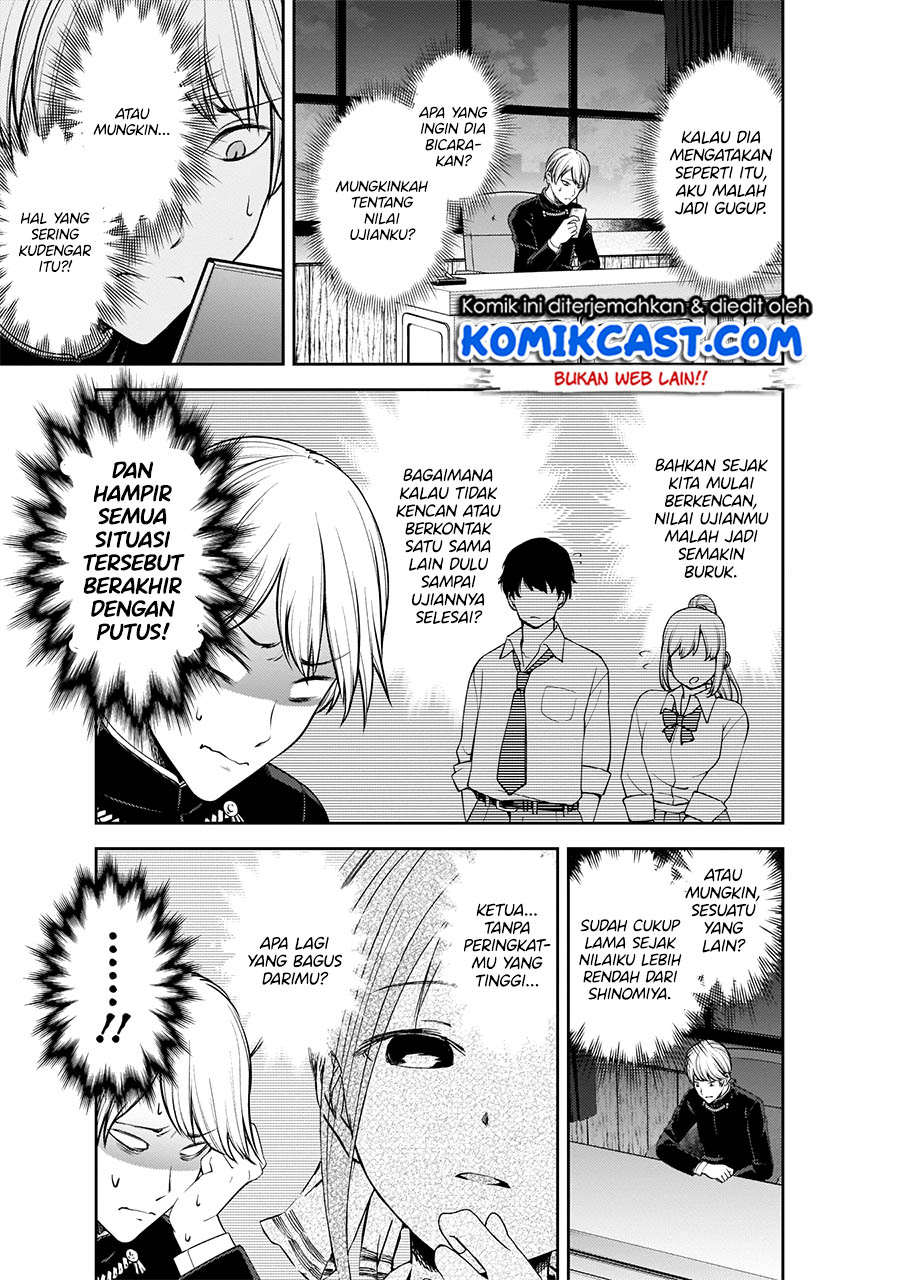 KALAU DIA
MENGATAKAN
SEPERTI ITU,
AKU MALAH
JADI GUGUP.
APA YANG
INGIN DIA
BICARA-
KAN?
MUNGKINKAH
TENTANG
NILAI
UJIANKU?
ATAU
MUNGKIN...
HAL YANG
SERING
KUDENGAR
ITU?!
Komik ini diterjemahkan & diedit oleh
KOMIKCAST.COM
BUKAN WEB LAIN!!
BAHKAN SEJAK
KITA MULAI
BERKENCAN,
NILAI UJIANMU
MALAH JADI
SEMAKIN
BURUK.
BAGAIMANA
KALAU TIDAK
KENCAN ATAU
BERKONTAK
SATU SAMA
LAIN DULU
SAMPAI
UJIANNYA
SELESAI?
DAN
HAMPIR
SEMUA
SITUASI
TERSEBUT
BERAKHIR
DENGAN
PUTUS!
ATAU
MUNGKIN,
SESUATU
YANG
LAIN?
SUDAH CUKUP
LAMA SEJAK
NILAIKU LEBIH
RENDAH DARI
SHINOMIYA.
KETUA...
TANPA
PERINGKAT-
MU YANG
TINGGI...
APA LAGI
YANG BAGUS
DARIMU?
......!!